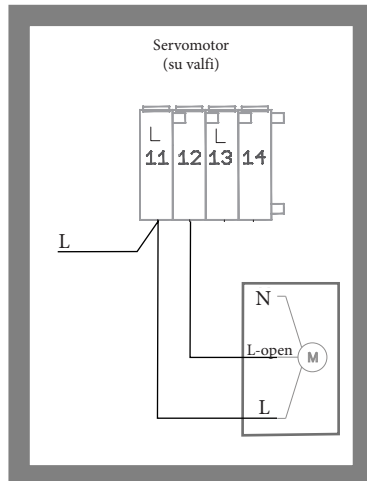 Servomotor
(su valfi)
L L
11 12 13 14
L
N
L-open
M
L